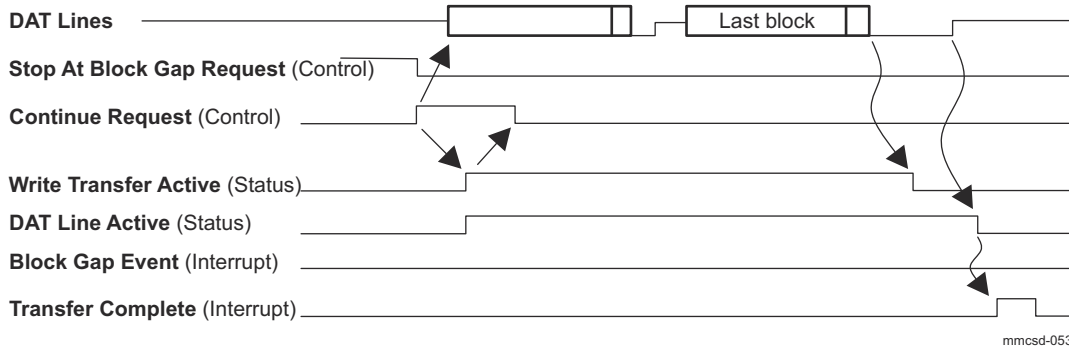 DAT Lines
Last block
Stop At Block Gap Request (Control)
Continue Request (Control)
Write Transfer Active (Status)
DAT Line Active (Status)
Block Gap Event (Interrupt)
Transfer Complete (Interrupt)
mmcsd-053